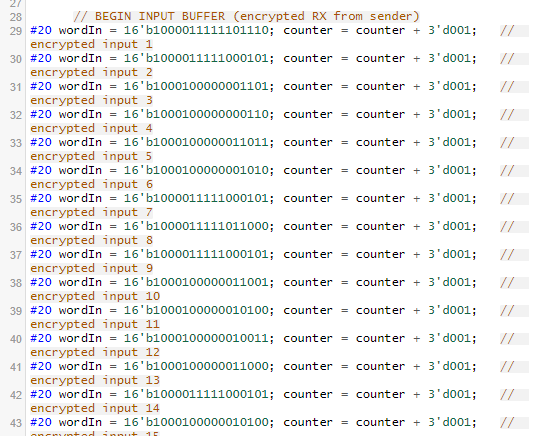 27
28 // BEGIN INPUT BUFFER (encrypted RX from sender)
29 #20 wordIn = 16'b1000011111101110; counter = counter + 3'd001; //
encrypted input 1
30 #20 wordIn = 16'b1000011111000101; counter = counter + 3'd001; //
encrypted input 2
31 #20 wordIn = 16'b1000100000001101; counter = counter + 3'd001; //
encrypted input 3
32 #20 wordIn = 16'b1000100000000110; counter = counter + 3'd001; //
encrypted input 4
33 #20 wordIn = 16'b1000100000011011; counter = counter + 3'd001; //
encrypted input 5
34 #20 wordIn = 16'b1000100000001010; counter = counter + 3'd001; //
encrypted input 6
35 #20 wordIn = 16'b1000011111000101; counter = counter + 3'd001; //
encrypted input 7
36 #20 wordIn = 16'b1000011111011000; counter = counter + 3'd001; //
encrypted input 8
37 #20 wordIn = 16'b1000011111000101; counter = counter + 3'd001; //
encrypted input 9
38 #20 wordIn = 16'b1000100000011001; counter = counter + 3'd001; //
encrypted input 10
39 #20 wordIn = 16'b1000100000010100; counter = counter + 3'd001; //
encrypted input 11
40 #20 wordIn = 16'b1000100000010011; counter = counter + 3'd001; //
encrypted input 12
41 #20 wordIn = 16'b1000100000011000; counter = counter + 3'd001; //
encrypted input 13
42 #20 wordIn = 16'b1000011111000101; counter = counter + 3'd001; //
encrypted input 14
43 #20 wordIn = 16'b1000100000010100; counter = counter + 3'd001; //
encrypted input 15